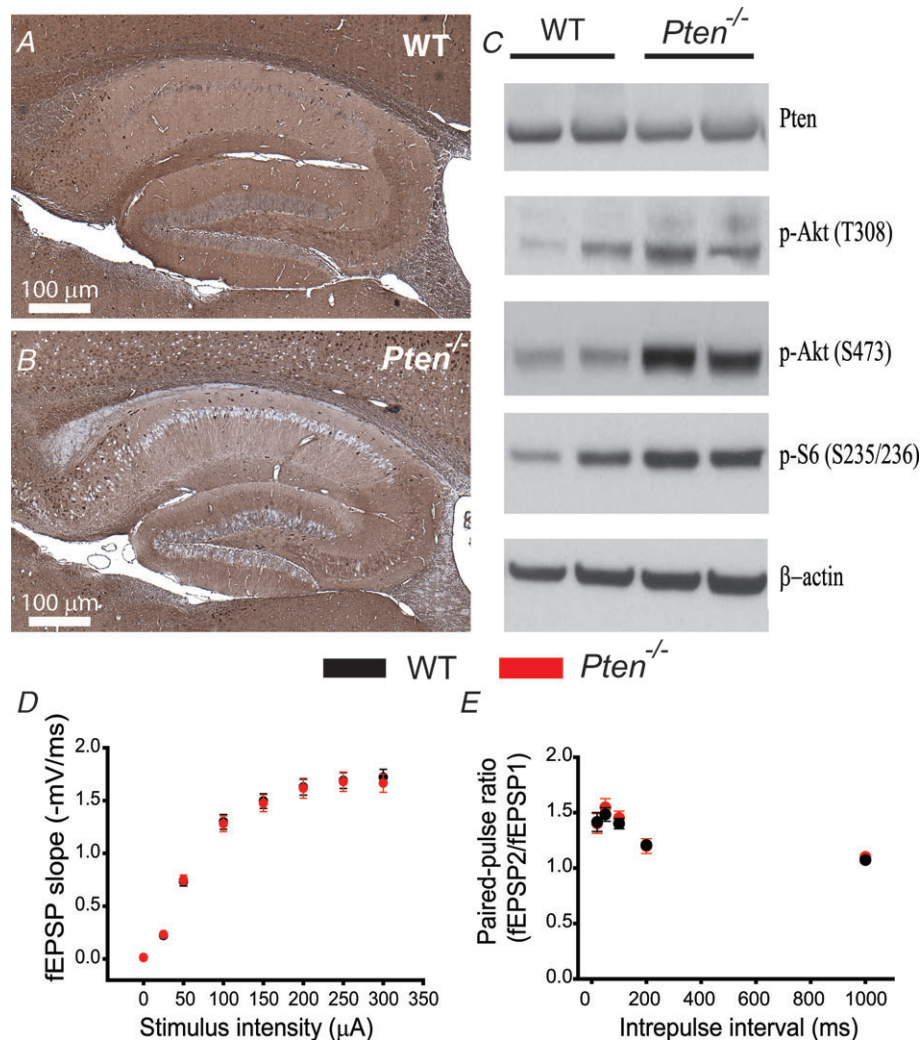 A
WT
100 μm
B
Pten-/-
100 μm
C
WT
Pten-/-
Pten
p-Akt (T308)
p-Akt (S473)
p-S6 (S235/236)
β–actin
WT
Pten-/-
D
fEPSP slope (-mV/ms)
2.0
1.5
1.0
0.5
0.0
0 50 100 150 200 250 300 350
Stimulus intensity (μA)
E
Paired-pulse ratio
(fEPSP2/fEPSP1)
2.0
1.5
1.0
0.5
0.0
0 200 400 600 800 1000
Intrepulse interval (ms)